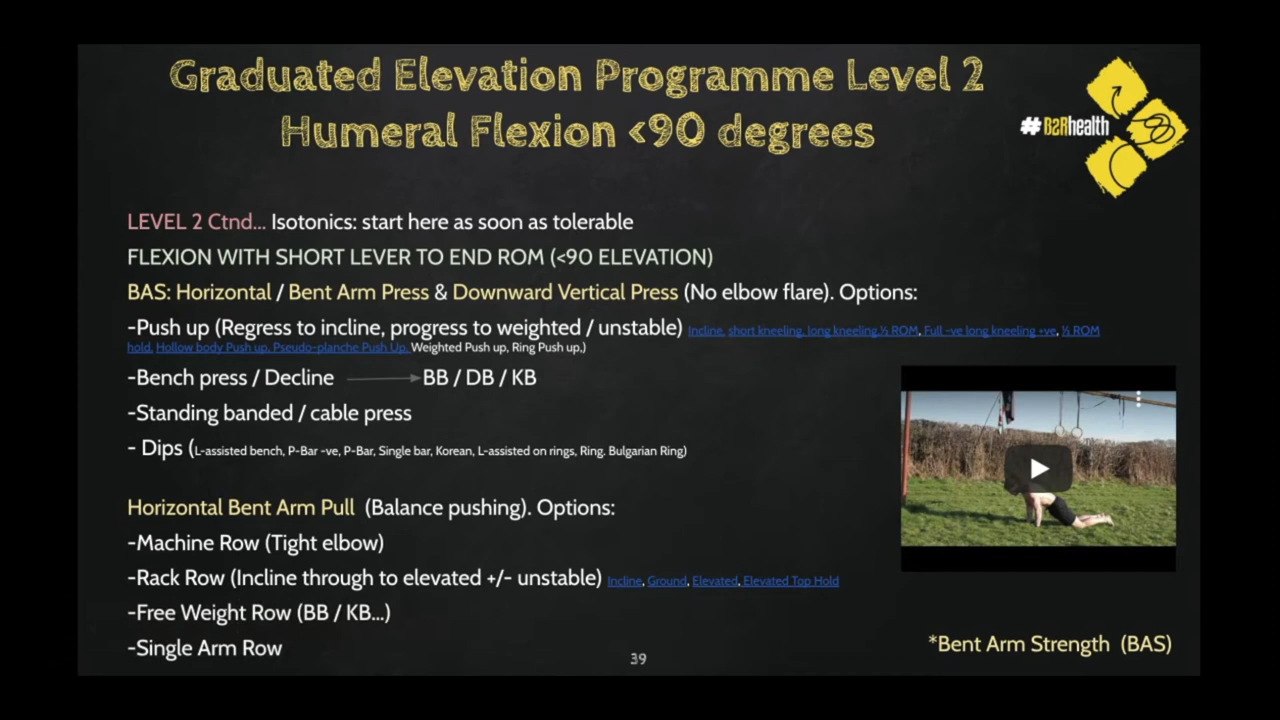 Graduated Elevation Programme Level 2
Humeral Flexion <90 degrees
#B2Rhealth
LEVEL 2 Ctnd... Isotonics: start here as soon as tolerable
FLEXION WITH SHORT LEVER TO END ROM (<90 ELEVATION)
BAS: Horizontal / Bent Arm Press & Downward Vertical Press (No elbow flare). Options:
-Push up (Regress to incline, progress to weighted / unstable) Incline, short kneeling, long kneeling,½ ROM, Full -ve long kneeling +ve, ½ ROM
hold, Hollow body Push up, Pseudo-planche Push Up, Weighted Push up, Ring Push up,)
-Bench press / Decline BB / DB / KB
-Standing banded / cable press
- Dips (L-assisted bench, P-Bar -ve, P-Bar, Single bar, Korean, L-assisted on rings, Ring. Bulgarian Ring)
Horizontal Bent Arm Pull (Balance pushing). Options:
-Machine Row (Tight elbow)
-Rack Row (Incline through to elevated +/- unstable) Incline, Ground, Elevated, Elevated Top Hold
-Free Weight Row (BB / KB...)
-Single Arm Row
*Bent Arm Strength (BAS)
39